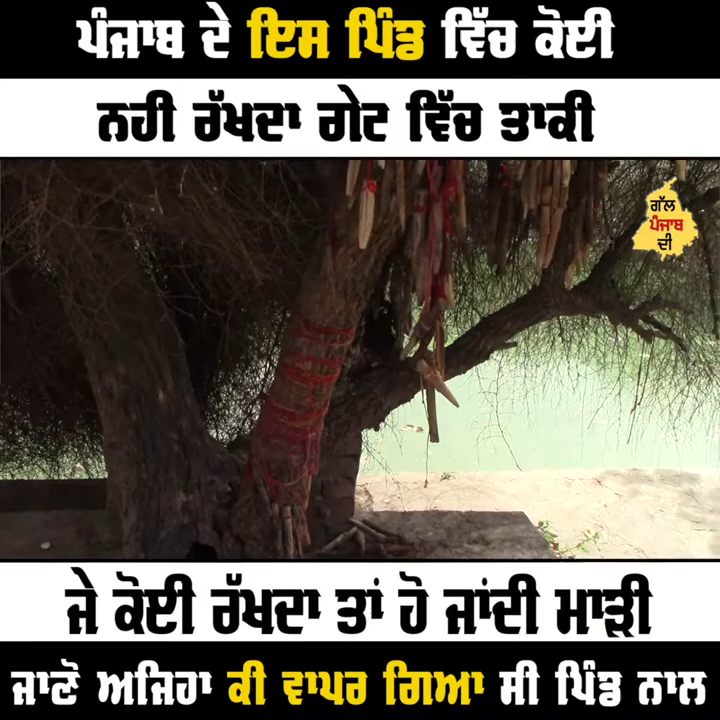 ਪੰਜਾਬ ਦੇ ਇਸ ਪਿੰਡ ਵਿੱਚ ਕੋਈ
ਨਹੀ ਰੱਖਦਾ ਗੇਟ ਵਿੱਚ ਤਾਕੀ
ਗੱਲ
ਪੰਜਾਬ
ਦੀ
ਜੇ ਕੋਈ ਰੱਖਦਾ ਤਾਂ ਹੋ ਜਾਂਦੀ ਮਾੜੀ
ਜਾਣੋ ਅਜਿਹਾ ਕੀ ਵਾਪਰ ਗਿਆ ਸੀ ਪਿੰਡ ਨਾਲ